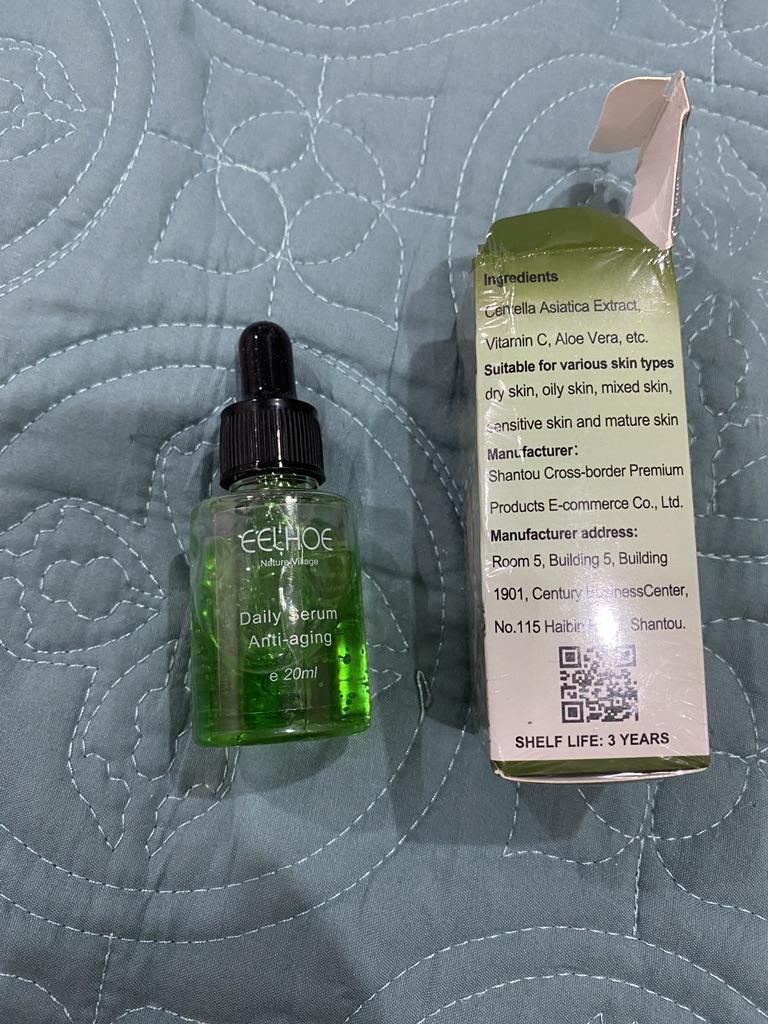 EELHOE
Nature Village
Daily Serum
Anti-aging
e 20ml
Ingredients
Centella Asiatica Extract,
Vitamin C, Aloe Vera, etc.
Suitable for various skin types
dry skin, oily skin, mixed skin,
sensitive skin and mature skin
Manufacturer:
Shantou Cross-border Premium
Products E-commerce Co., Ltd.
Manufacturer address:
Room 5, Building 5, Building
1901, Century BusinessCenter,
No.115 Haibin Shantou.
SHELF LIFE: 3 YEARS